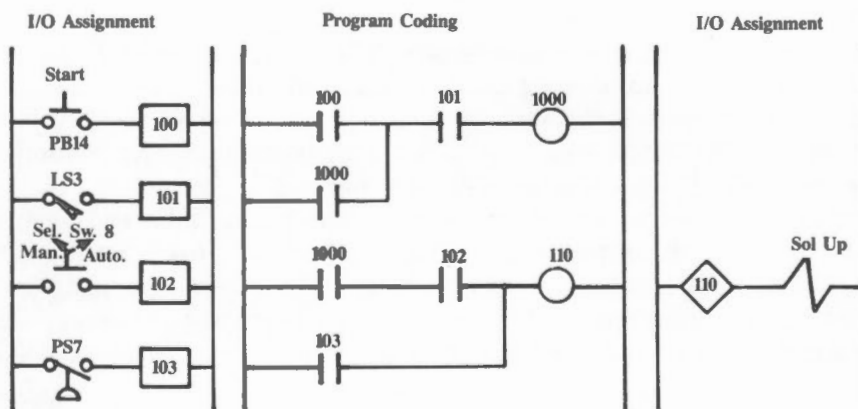 I/O Assignment
Program Coding
I/O Assignment
Start
100
PB14
100
101
1000
LS3
101
1000
Sel. Sw. 8
Man. Auto.
102
1000
102
110
110
Sol Up
PS7
103
103